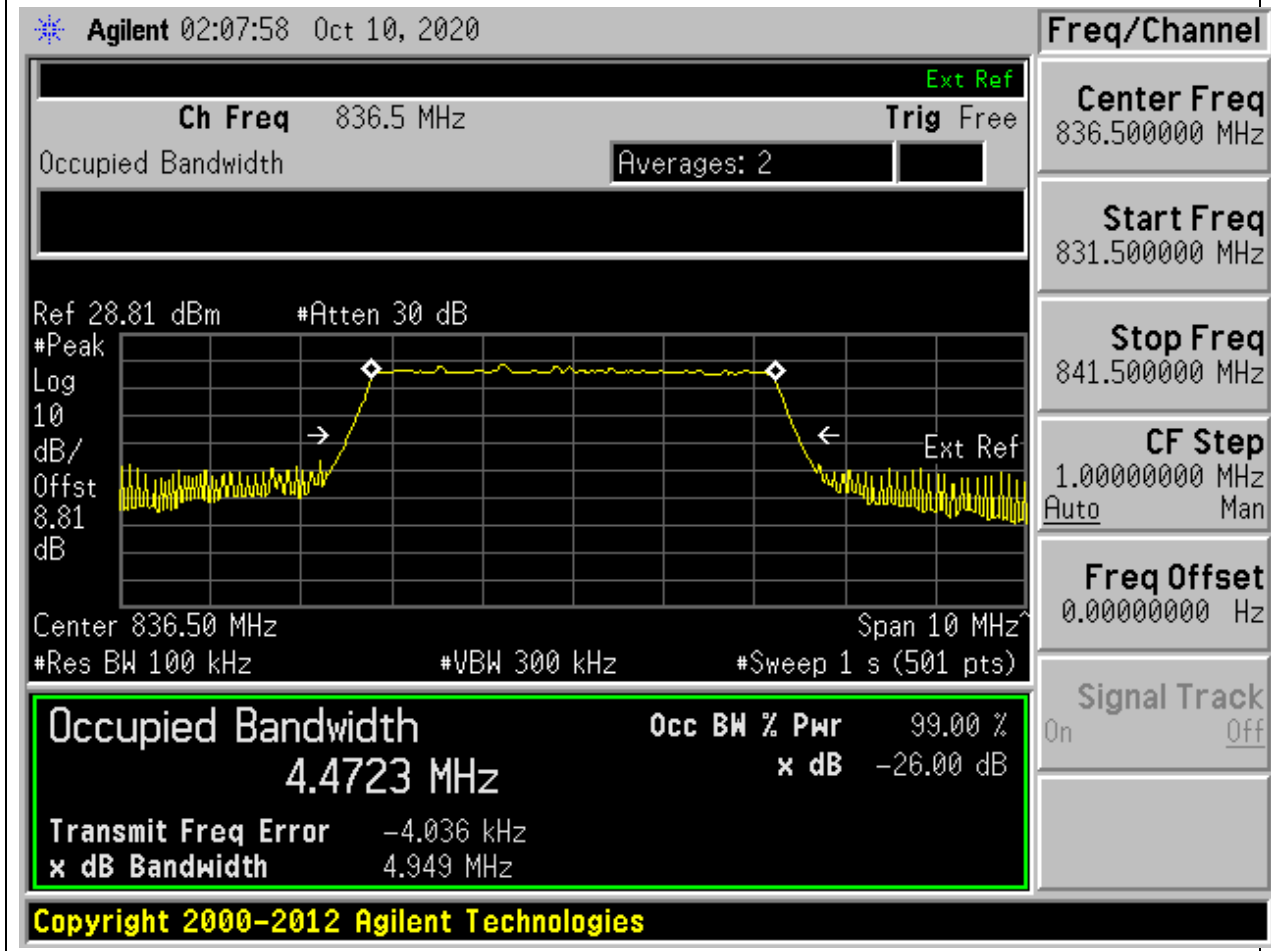 Agilent 02:07:58 Oct 10, 2020
Freq/Channel
Ext Ref
Ch Freq 836.5 MHz Trig Free
Occupied Bandwidth Averages: 2
Ref 28.81 dBm #Atten 30 dB
#Peak
Log
10
dB/
Offst
8.81
dB
Ext Ref
Center 836.50 MHz Span 10 MHz^
#Res BW 100 kHz #VBW 300 kHz #Sweep 1 s (501 pts)
Occupied Bandwidth
4.4723 MHz
Occ BW % Pwr 99.00 %
x dB -26.00 dB
Transmit Freq Error -4.036 kHz
x dB Bandwidth 4.949 MHz
Center Freq
836.500000 MHz
Start Freq
831.500000 MHz
Stop Freq
841.500000 MHz
CF Step
1.00000000 MHz
Auto Man
Freq Offset
0.00000000 Hz
Signal Track
On Off
Copyright 2000-2012 Agilent Technologies